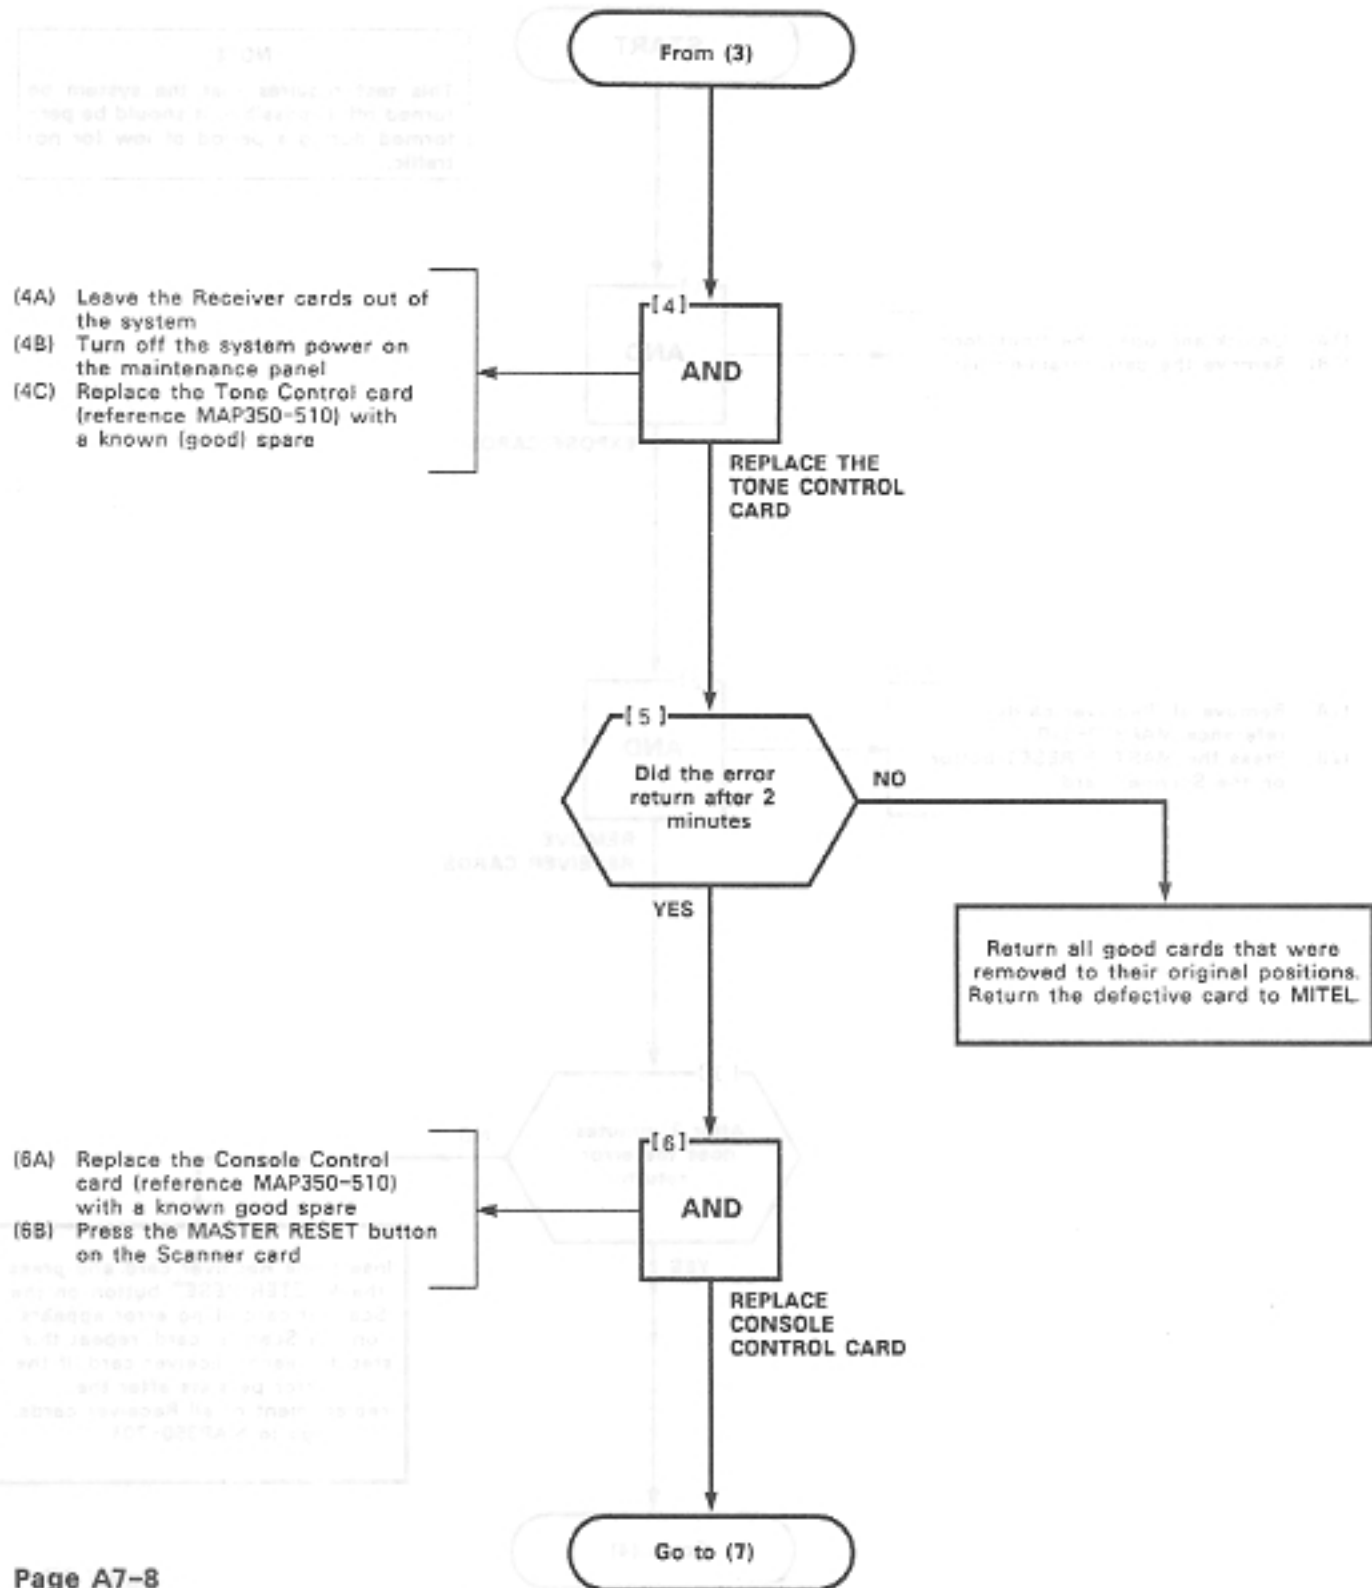 From (3)
(4A) Leave the Receiver cards out of
the system
(4B) Turn off the system power on
the maintenance panel
(4C) Replace the Tone Control card
(reference MAP350-510) with
a known (good) spare
[4]
AND
REPLACE THE
TONE CONTROL
CARD
[5]
Did the error
return after 2
minutes
NO
YES
Return all good cards that were
removed to their original positions.
Return the defective card to MITEL.
(6A) Replace the Console Control
card (reference MAP350-510)
with a known good spare
(6B) Press the MASTER RESET button
on the Scanner card
[6]
AND
REPLACE
CONSOLE
CONTROL CARD
Go to (7)
Page A7-8